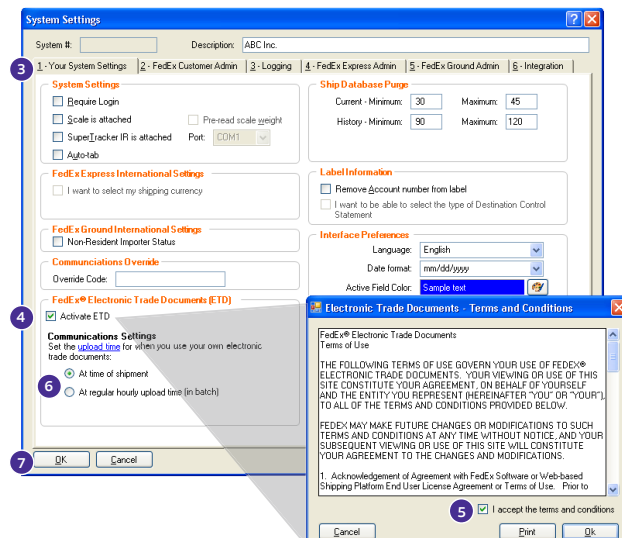 System Settings
System #:
Description: ABC Inc.
3
1 - Your System Settings
2 - FedEx Customer Admin
3 - Logging
4 - FedEx Express Admin
5 - FedEx Ground Admin
6 - Integration
System Settings
Require Login
Scale is attached
Pre-read scale weight
SuperTracker IR is attached Port: COM1
Auto-tab
FedEx Express International Settings
I want to select my shipping currency
FedEx Ground International Settings
Non-Resident Importer Status
Communciations Override
Override Code:
FedEx® Electronic Trade Documents (ETD)
4
Activate ETD
Communications Settings
Set the upload time for when you use your own electronic
trade documents:
At time of shipment
6
At regular hourly upload time (in batch)
7
OK Cancel
Ship Database Purge
Current - Minimum: 30 Maximum: 45
History - Minimum: 90 Maximum: 120
Label Information
Remove Account number from label
I want to be able to select the type of Destination Control
Statement
Interface Preferences
Language: English
Date format: mm/dd/yyyy
Active Field Color: Sample text
Electronic Trade Documents - Terms and Conditions
FedEx® Electronic Trade Documents
Terms of Use
THE FOLLOWING TERMS OF USE GOVERN YOUR USE OF FEDEX®
ELECTRONIC TRADE DOCUMENTS. YOUR VIEWING OR USE OF THIS
SITE CONSTITUTE YOUR AGREEMENT, ON BEHALF OF YOURSELF
AND THE ENTITY YOU REPRESENT (HEREINAFTER "YOU" OR "YOUR"),
TO ALL OF THE TERMS AND CONDITIONS PROVIDED BELOW.
FEDEX MAY MAKE FUTURE CHANGES OR MODIFICATIONS TO SUCH
TERMS AND CONDITIONS AT ANY TIME WITHOUT NOTICE, AND YOUR
SUBSEQUENT VIEWING OR USE OF THIS SITE WILL CONSTITUTE
YOUR AGREEMENT TO THE CHANGES AND MODIFICATIONS.
1. Acknowledgement of Agreement with FedEx Software or Web-based
Shipping Platform End User License Agreement or Terms of Use. Prior to
5
I accept the terms and conditions
Cancel Print Ok